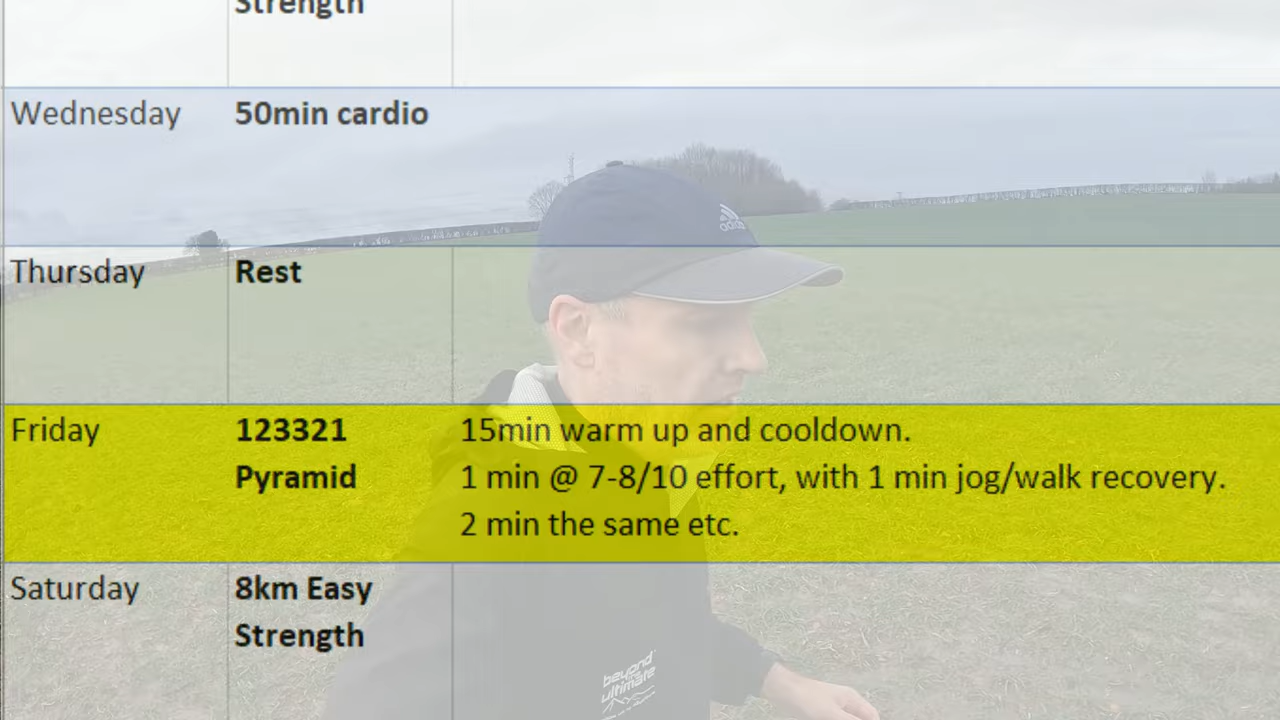 Strength
Wednesday
50min cardio
Thursday
Rest
Friday
123321
Pyramid
15min warm up and cooldown.
1 min @ 7-8/10 effort, with 1 min jog/walk recovery.
2 min the same etc.
Saturday
8km Easy
Strength
adidas
beyond
ultimate